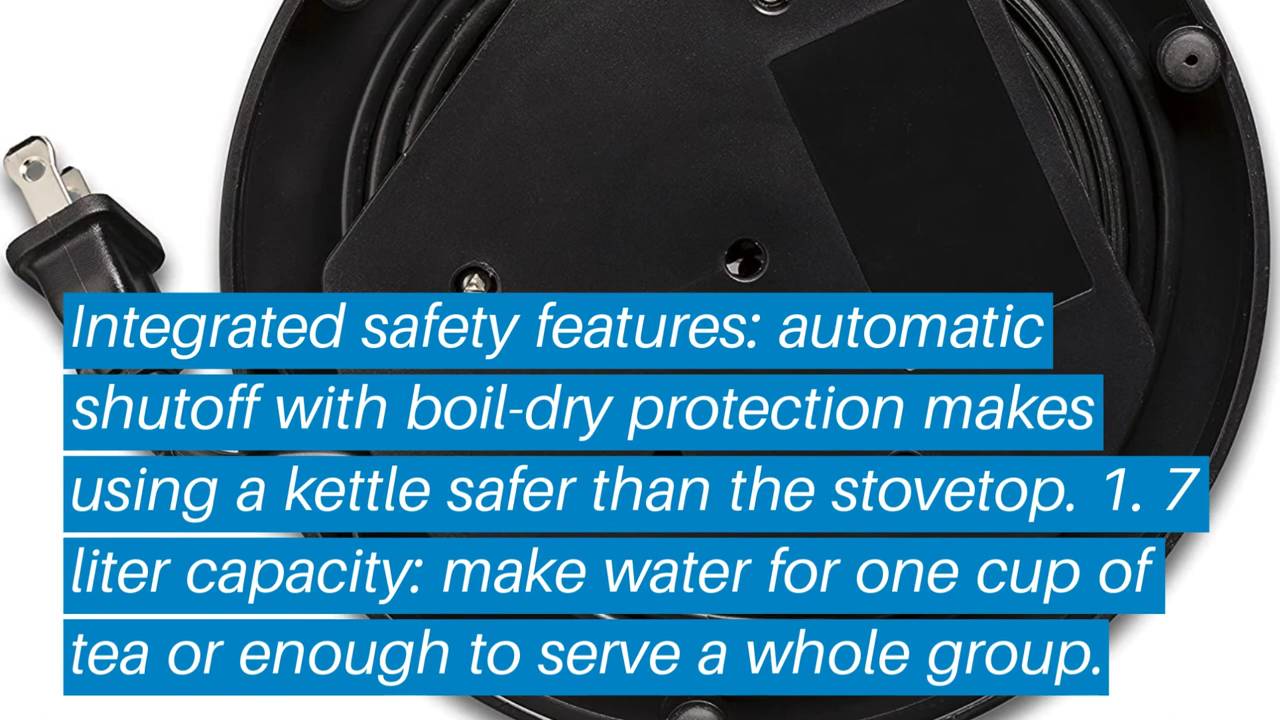 Integrated safety features: automatic
shutoff with boil-dry protection makes
using a kettle safer than the stovetop. 1. 7
liter capacity: make water for one cup of
tea or enough to serve a whole group.